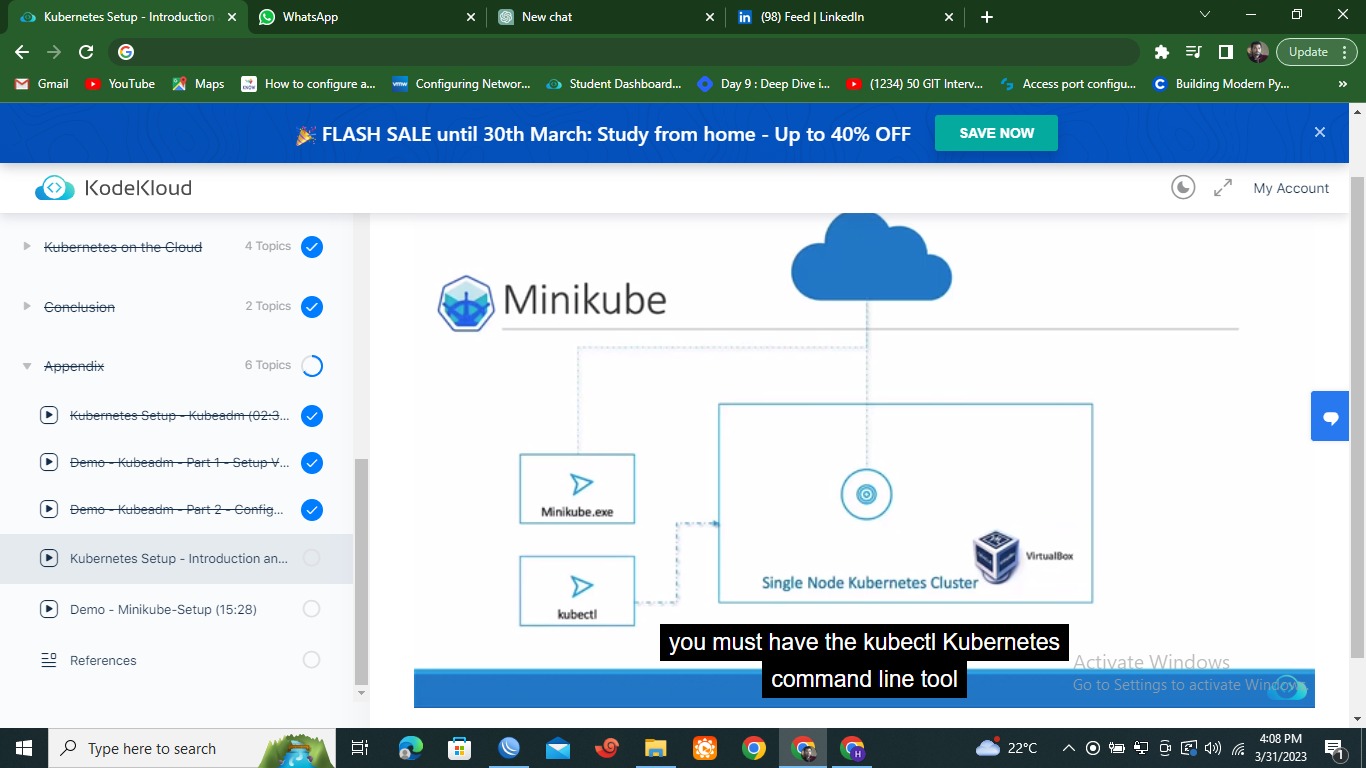 Kubernetes Setup - Introduction
WhatsApp
New chat
(98) Feed | LinkedIn
Update
Gmail
YouTube
Maps
How to configure a...
Configuring Networ...
Student Dashboard...
Day 9 : Deep Dive i...
(1234) 50 GIT Interv...
Access port configu...
Building Modern Py...
FLASH SALE until 30th March: Study from home - Up to 40% OFF
SAVE NOW
KodeKloud
My Account
Kubernetes on the Cloud
4 Topics
Conclusion
2 Topics
Appendix
6 Topics
Kubernetes Setup - Kubeadm (02:3...
Demo - Kubeadm - Part 1 - Setup V...
Demo - Kubeadm - Part 2 - Config...
Kubernetes Setup - Introduction an...
Demo - Minikube-Setup (15:28)
References
Minikube
Minikube.exe
kubectl
VirtualBox
Single Node Kubernetes Cluster
you must have the kubectl Kubernetes
command line tool
Activate Windows
Go to Settings to activate Windows.
Type here to search
22°C
4:08 PM
3/31/2023
1